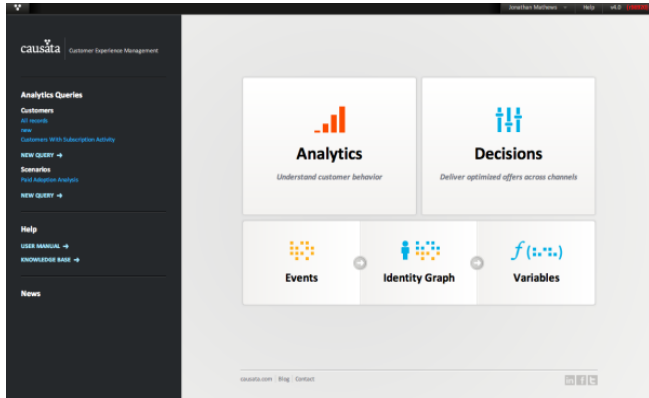 Jonathan Mathews Help v4.0
causata Customer Experience Management
Analytics Queries
Customers
All records
new
Customers With Subscription Activity
NEW QUERY
Scenarios
Paid Adoption Analysis
NEW QUERY
Help
USER MANUAL
KNOWLEDGE BASE
News
Analytics
Understand customer behavior
Decisions
Deliver optimized offers across channels
Events
Identity Graph
f(::.::.) Variables
causata.com | Blog | Contact
in f t